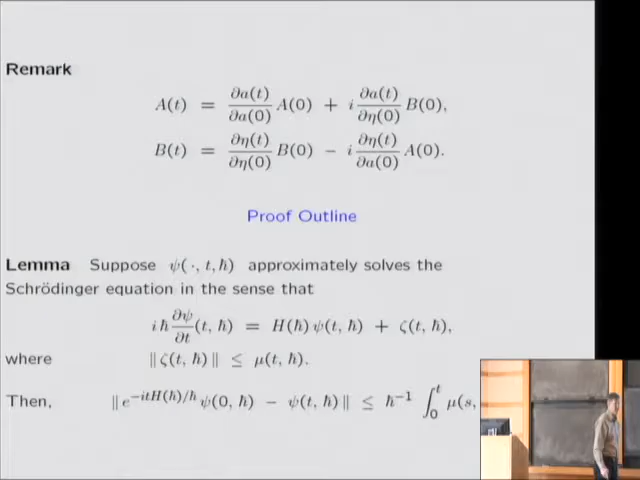 Remark
A(t) = ∂a(t)/∂a(0) A(0) + i ∂a(t)/∂η(0) B(0),
B(t) = ∂η(t)/∂η(0) B(0) − i ∂η(t)/∂a(0) A(0).
Proof Outline
Lemma Suppose ψ(·, t, ħ) approximately solves the
Schrödinger equation in the sense that
i ħ ∂ψ/∂t (t, ħ) = H(ħ) ψ(t, ħ) + ζ(t, ħ),
where ‖ζ(t, ħ)‖ ≤ μ(t, ħ).
Then, ‖e^{−itH(ħ)/ħ} ψ(0, ħ) − ψ(t, ħ)‖ ≤ ħ^{−1} ∫_0^t μ(s,